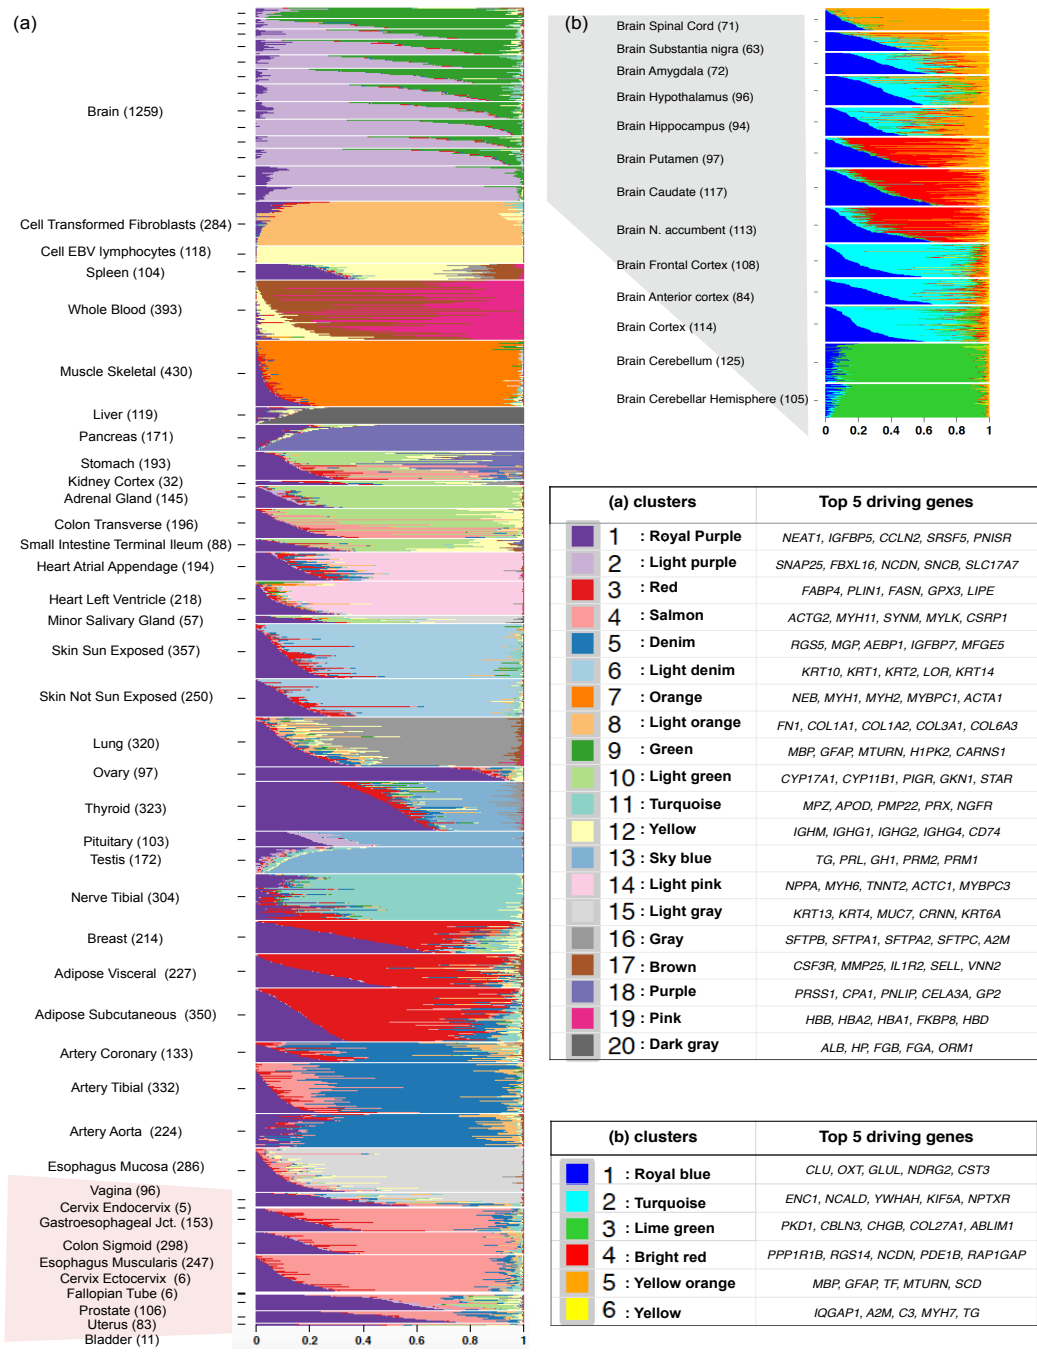 (a)
Brain (1259)
Cell Transformed Fibroblasts (284)
Cell EBV lymphocytes (118)
Spleen (104)
Whole Blood (393)
Muscle Skeletal (430)
Liver (119)
Pancreas (171)
Stomach (193)
Kidney Cortex (32)
Adrenal Gland (145)
Colon Transverse (196)
Small Intestine Terminal Ileum (88)
Heart Atrial Appendage (194)
Heart Left Ventricle (218)
Minor Salivary Gland (57)
Skin Sun Exposed (357)
Skin Not Sun Exposed (250)
Lung (320)
Ovary (97)
Thyroid (323)
Pituitary (103)
Testis (172)
Nerve Tibial (304)
Breast (214)
Adipose Visceral (227)
Adipose Subcutaneous (350)
Artery Coronary (133)
Artery Tibial (332)
Artery Aorta (224)
Esophagus Mucosa (286)
Vagina (96)
Cervix Endocervix (5)
Gastroesophageal Jct. (153)
Colon Sigmoid (298)
Esophagus Muscularis (247)
Cervix Ectocervix (6)
Fallopian Tube (6)
Prostate (106)
Uterus (83)
Bladder (11)
0 0.2 0.4 0.6 0.8 1
(b)
Brain Spinal Cord (71)
Brain Substantia nigra (63)
Brain Amygdala (72)
Brain Hypothalamus (96)
Brain Hippocampus (94)
Brain Putamen (97)
Brain Caudate (117)
Brain N. accumbent (113)
Brain Frontal Cortex (108)
Brain Anterior cortex (84)
Brain Cortex (114)
Brain Cerebellum (125)
Brain Cerebellar Hemisphere (105)
0 0.2 0.4 0.6 0.8 1
(a) clusters Top 5 driving genes
1 : Royal Purple NEAT1, IGFBP5, CCLN2, SRSF5, PNISR
2 : Light purple SNAP25, FBXL16, NCDN, SNCB, SLC17A7
3 : Red FABP4, PLIN1, FASN, GPX3, LIPE
4 : Salmon ACTG2, MYH11, SYNM, MYLK, CSRP1
5 : Denim RGS5, MGP, AEBP1, IGFBP7, MFGE5
6 : Light denim KRT10, KRT1, KRT2, LOR, KRT14
7 : Orange NEB, MYH1, MYH2, MYBPC1, ACTA1
8 : Light orange FN1, COL1A1, COL1A2, COL3A1, COL6A3
9 : Green MBP, GFAP, MTURN, H1PK2, CARNS1
10 : Light green CYP17A1, CYP11B1, PIGR, GKN1, STAR
11 : Turquoise MPZ, APOD, PMP22, PRX, NGFR
12 : Yellow IGHM, IGHG1, IGHG2, IGHG4, CD74
13 : Sky blue TG, PRL, GH1, PRM2, PRM1
14 : Light pink NPPA, MYH6, TNNT2, ACTC1, MYBPC3
15 : Light gray KRT13, KRT4, MUC7, CRNN, KRT6A
16 : Gray SFTPB, SFTPA1, SFTPA2, SFTPC, A2M
17 : Brown CSF3R, MMP25, IL1R2, SELL, VNN2
18 : Purple PRSS1, CPA1, PNLIP, CELA3A, GP2
19 : Pink HBB, HBA2, HBA1, FKBP8, HBD
20 : Dark gray ALB, HP, FGB, FGA, ORM1
(b) clusters Top 5 driving genes
1 : Royal blue CLU, OXT, GLUL, NDRG2, CST3
2 : Turquoise ENC1, NCALD, YWHAH, KIF5A, NPTXR
3 : Lime green PKD1, CBLN3, CHGB, COL27A1, ABLIM1
4 : Bright red PPP1R1B, RGS14, NCDN, PDE1B, RAP1GAP
5 : Yellow orange MBP, GFAP, TF, MTURN, SCD
6 : Yellow IQGAP1, A2M, C3, MYH7, TG